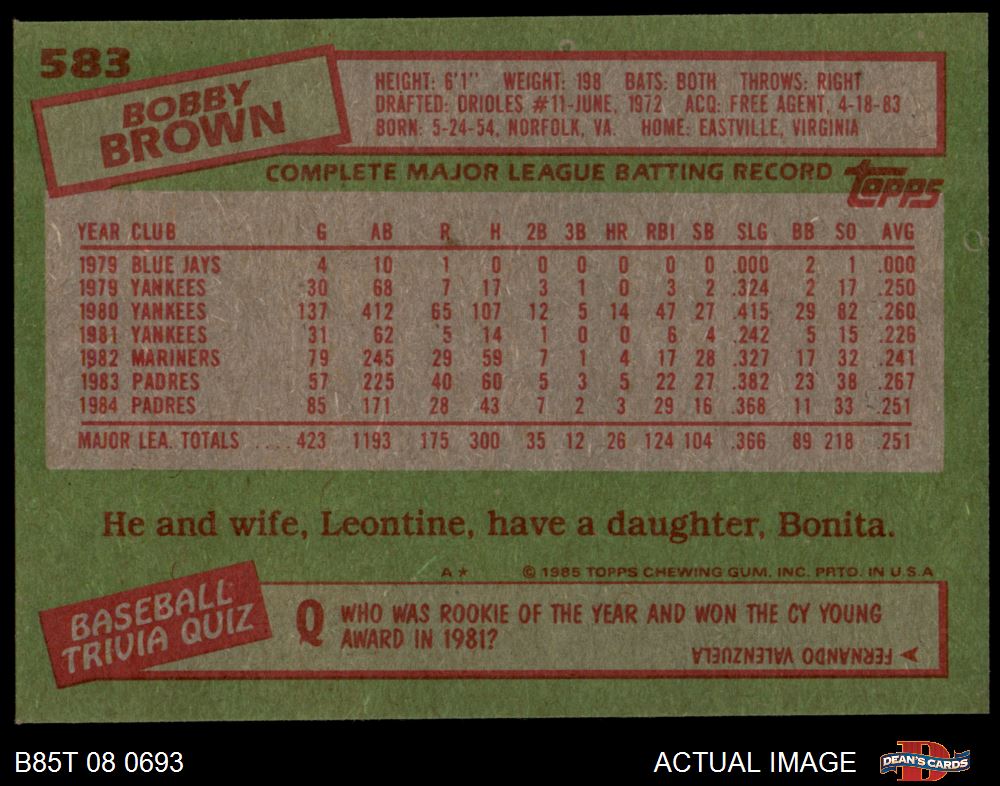 583
BOBBY
BROWN
HEIGHT: 6'1" WEIGHT: 198 BATS: BOTH THROWS: RIGHT
DRAFTED: ORIOLES #11-JUNE, 1972 ACQ: FREE AGENT, 4-18-83
BORN: 5-24-54, NORFOLK, VA. HOME: EASTVILLE, VIRGINIA
COMPLETE MAJOR LEAGUE BATTING RECORD
Topps
YEAR CLUB G AB R H 2B 3B HR RBI SB SLG BB SO AVG
1979 BLUE JAYS 4 10 1 0 0 0 0 0 0 .000 2 1 .000
1979 YANKEES 30 68 7 17 3 1 0 3 2 .324 2 17 .250
1980 YANKEES 137 412 65 107 12 5 14 47 27 .415 29 82 .260
1981 YANKEES 31 62 5 14 1 0 0 6 4 .242 5 15 .226
1982 MARINERS 79 245 29 59 7 1 4 17 28 .327 17 32 .241
1983 PADRES 57 225 40 60 5 3 5 22 27 .382 23 38 .267
1984 PADRES 85 171 28 43 7 2 3 29 16 .368 11 33 .251
MAJOR LEA. TOTALS .... 423 1193 175 300 35 12 26 124 104 .366 89 218 .251
He and wife, Leontine, have a daughter, Bonita.
A* © 1985 TOPPS CHEWING GUM, INC. PRTD. IN U.S.A
BASEBALL
TRIVIA QUIZ
Q WHO WAS ROOKIE OF THE YEAR AND WON THE CY YOUNG
AWARD IN 1981?
A FERNANDO VALENZUELA
B85T 08 0693
ACTUAL IMAGE
DEAN'S CARDS